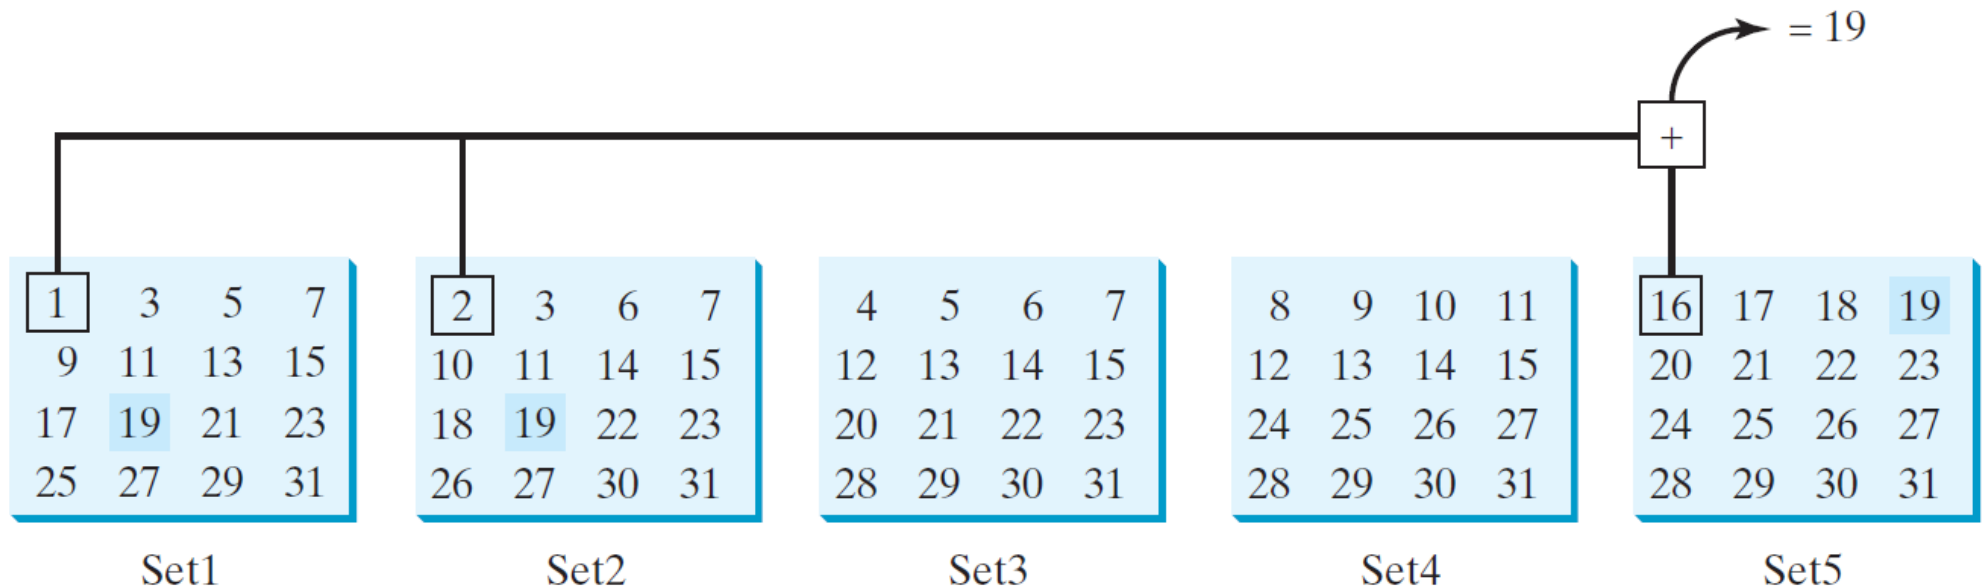 = 19
+
1 3 5 7
9 11 13 15
17 19 21 23
25 27 29 31
Set1
2 3 6 7
10 11 14 15
18 19 22 23
26 27 30 31
Set2
4 5 6 7
12 13 14 15
20 21 22 23
28 29 30 31
Set3
8 9 10 11
12 13 14 15
24 25 26 27
28 29 30 31
Set4
16 17 18 19
20 21 22 23
24 25 26 27
28 29 30 31
Set5